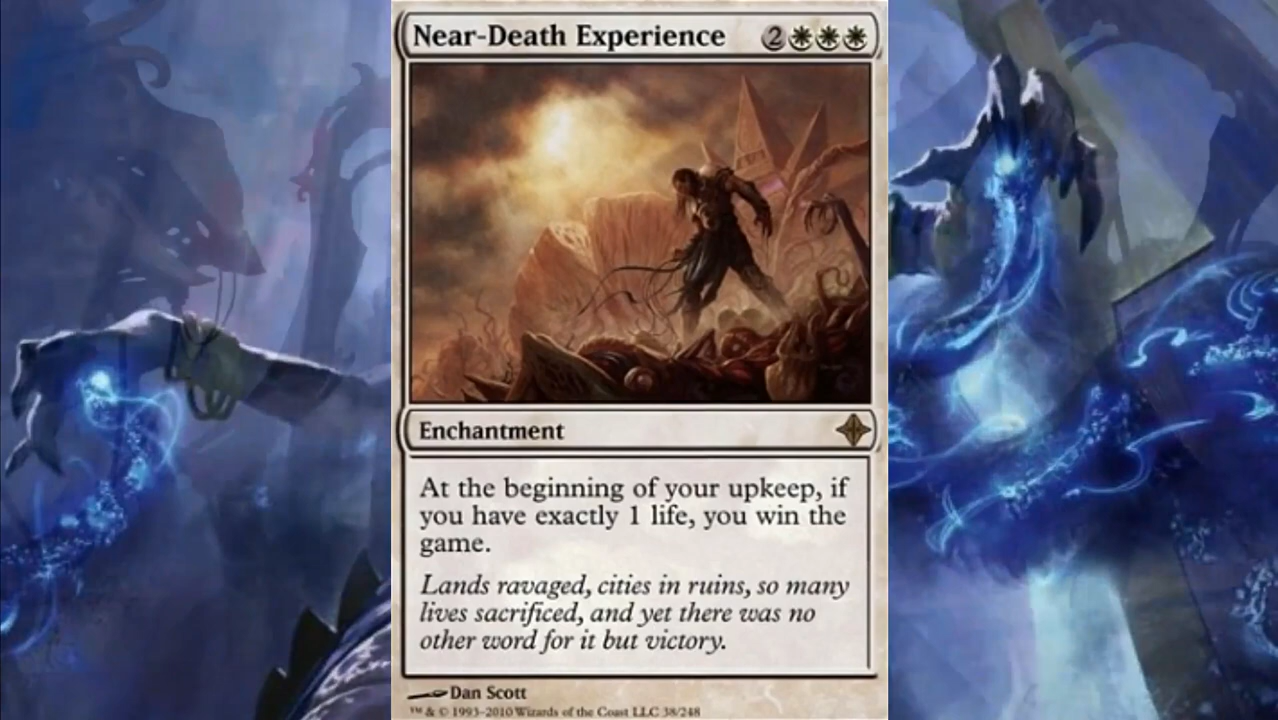 Near-Death Experience 2
Enchantment
At the beginning of your upkeep, if
you have exactly 1 life, you win the
game.
Lands ravaged, cities in ruins, so many
lives sacrificed, and yet there was no
other word for it but victory.
Dan Scott
™ & © 1993–2010 Wizards of the Coast LLC 38/248